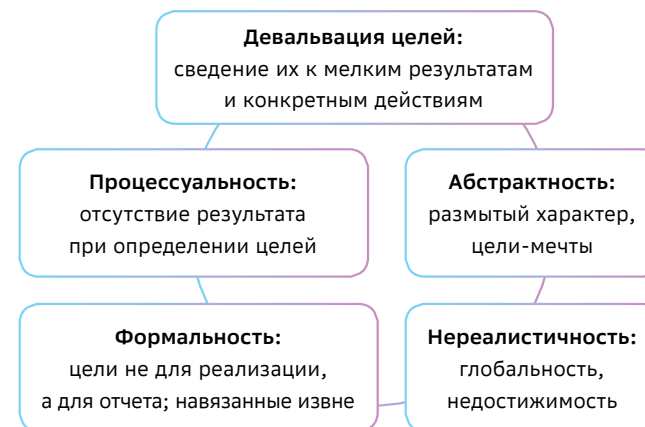 Девальвация целей:
сведение их к мелким результатам
и конкретным действиям
Процессуальность:
отсутствие результата
при определении целей
Абстрактность:
размытый характер,
цели-мечты
Формальность:
цели не для реализации,
а для отчета; навязанные извне
Нереалистичность:
глобальность,
недостижимость